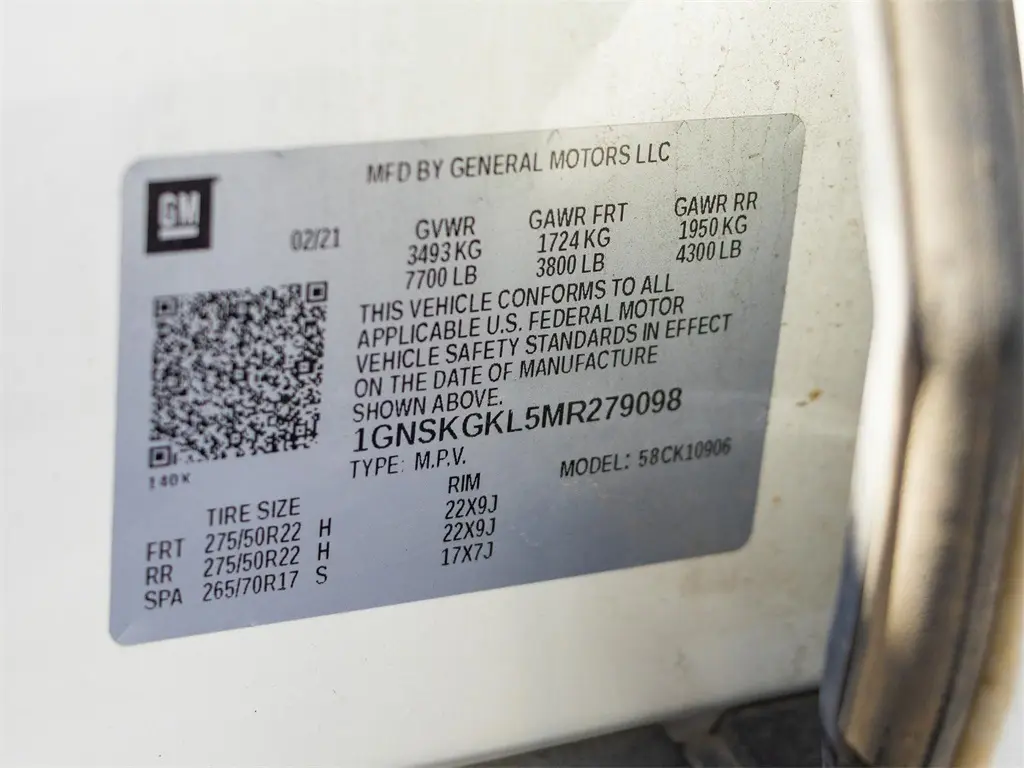 MFD BY GENERAL MOTORS LLC
GM
02/21
GVWR GAWR FRT GAWR RR
3493 KG 1724 KG 1950 KG
7700 LB 3800 LB 4300 LB
THIS VEHICLE CONFORMS TO ALL
APPLICABLE U.S. FEDERAL MOTOR
VEHICLE SAFETY STANDARDS IN EFFECT
ON THE DATE OF MANUFACTURE
SHOWN ABOVE.
1GNSKGKL5MR279098
TYPE: M.P.V. MODEL: 58CK10906
140K
TIRE SIZE RIM
FRT 275/50R22 H 22X9J
RR 275/50R22 H 22X9J
SPA 265/70R17 S 17X7J